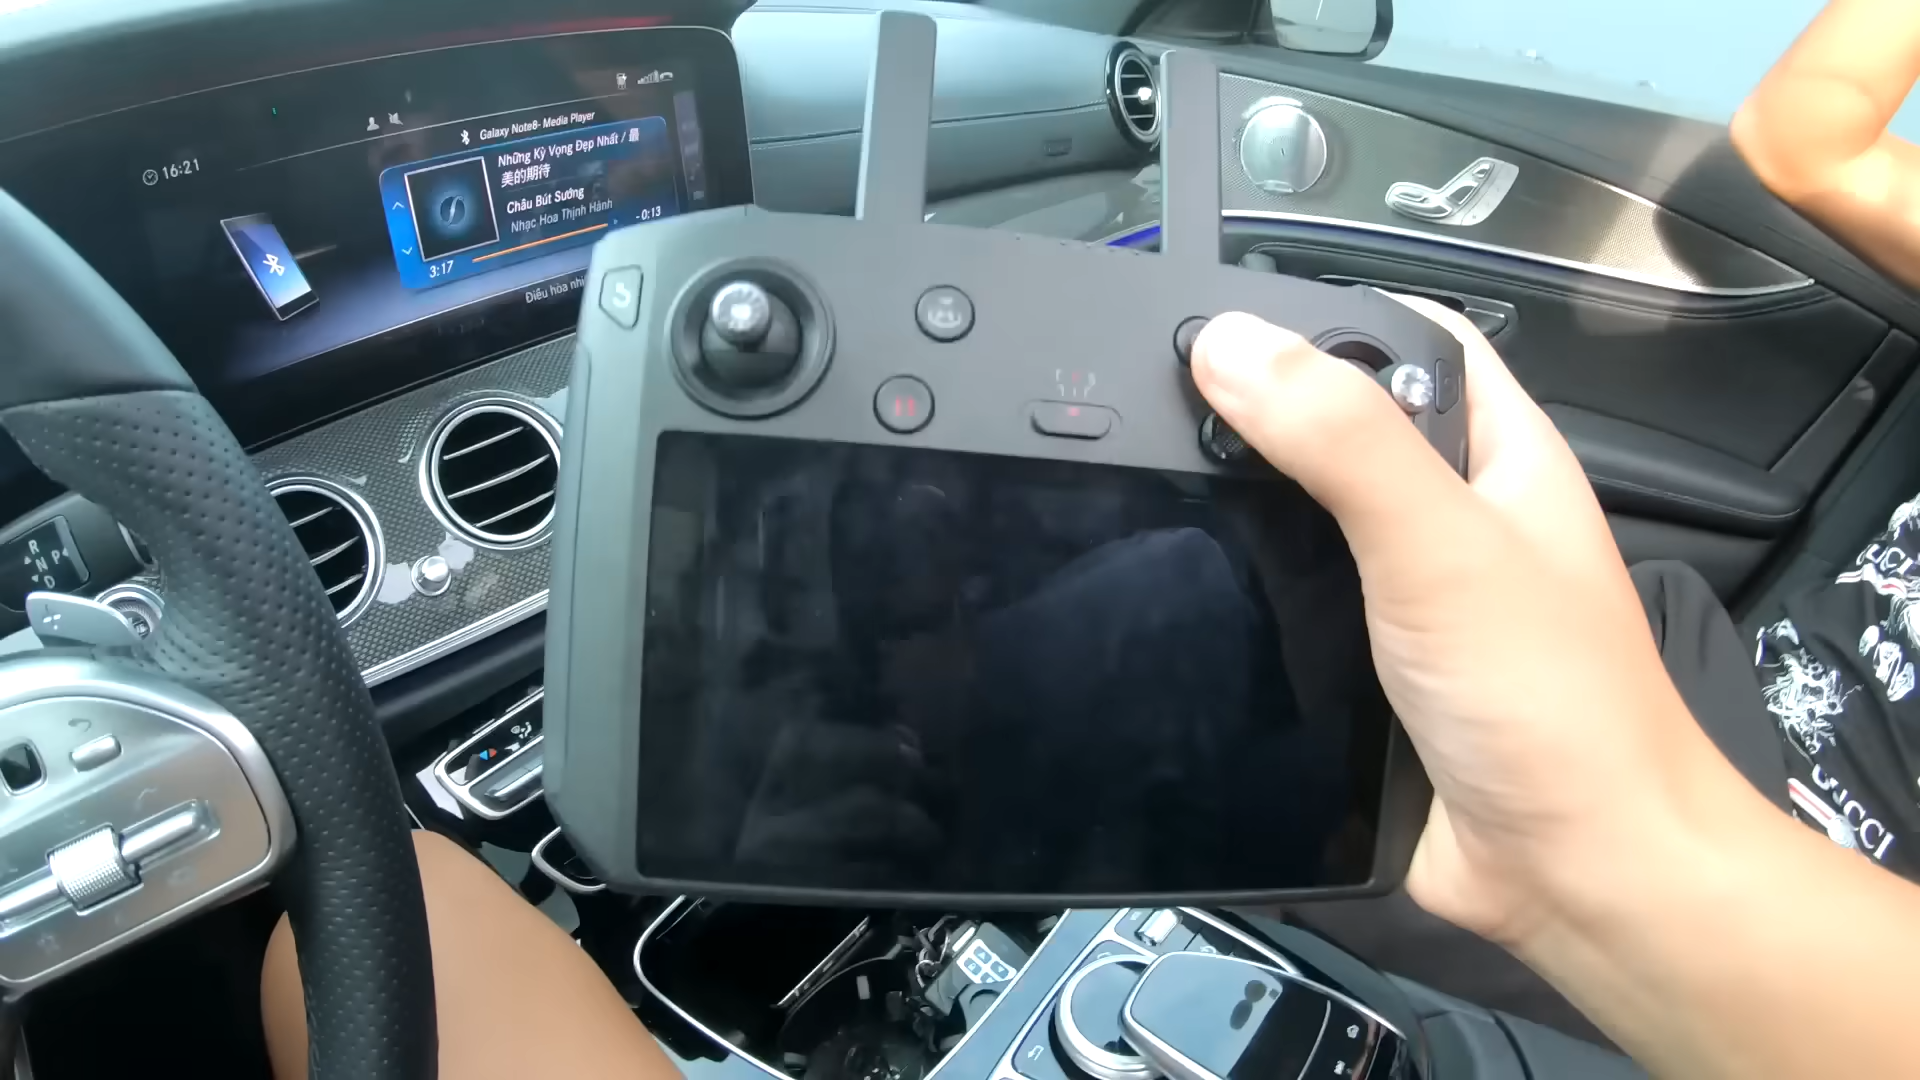 16:21
Galaxy Note8- Media Player
Những Kỳ Vọng Đẹp Nhất / 最
美的期待
Châu Bút Sướng
Nhạc Hoa Thịnh Hành
3:17
-0:13
Điều hòa
R
N
P
D
GUCCI